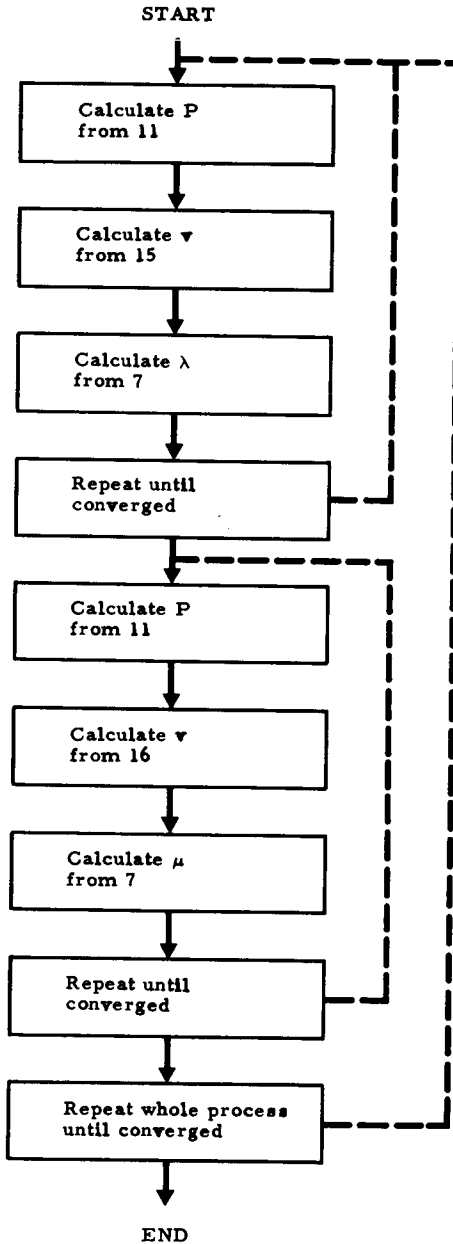 START
Calculate P
from 11
Calculate v
from 15
Calculate λ
from 7
Repeat until
converged
Calculate P
from 11
Calculate v
from 16
Calculate μ
from 7
Repeat until
converged
Repeat whole process
until converged
END